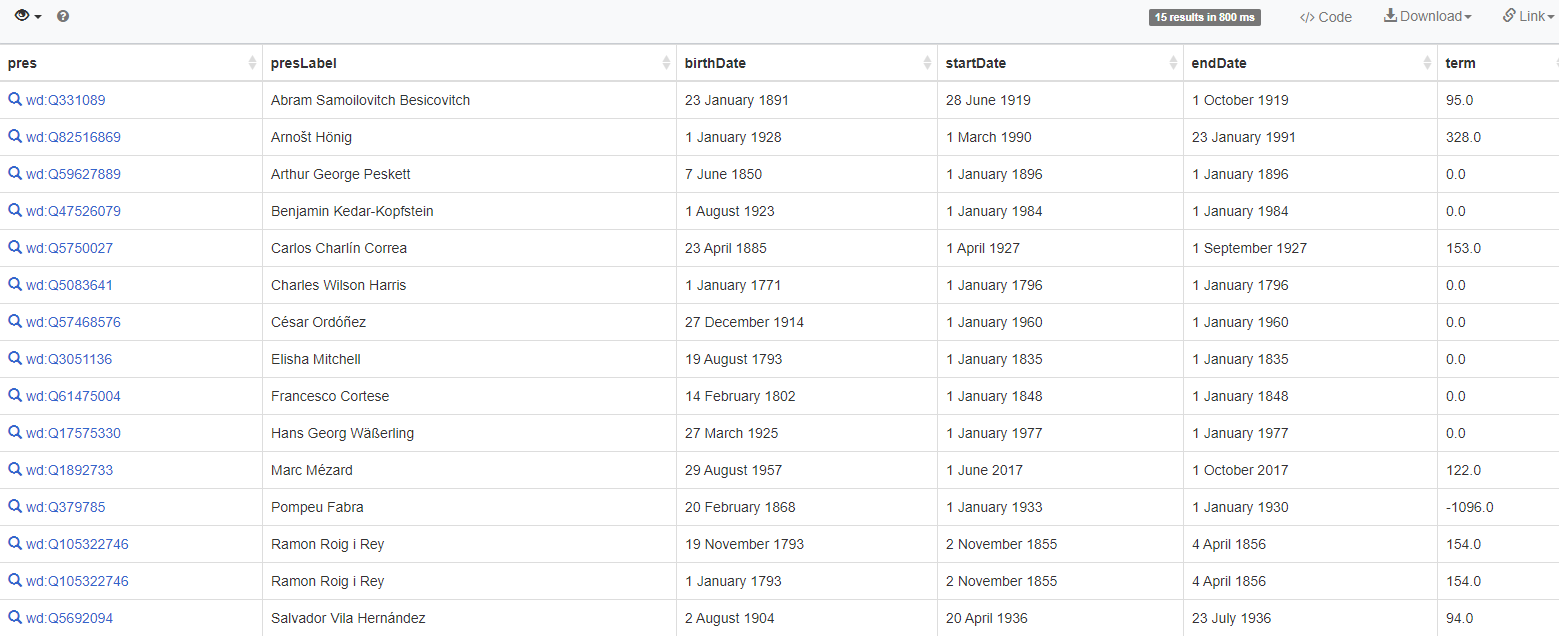 15 results in 800 ms </> Code Download Link
pres presLabel birthDate startDate endDate term
wd:Q331089 Abram Samoilovitch Besicovitch 23 January 1891 28 June 1919 1 October 1919 95.0
wd:Q82516869 Arnošt Hönig 1 January 1928 1 March 1990 23 January 1991 328.0
wd:Q59627889 Arthur George Peskett 7 June 1850 1 January 1896 1 January 1896 0.0
wd:Q47526079 Benjamin Kedar-Kopfstein 1 August 1923 1 January 1984 1 January 1984 0.0
wd:Q5750027 Carlos Charlín Correa 23 April 1885 1 April 1927 1 September 1927 153.0
wd:Q5083641 Charles Wilson Harris 1 January 1771 1 January 1796 1 January 1796 0.0
wd:Q57468576 César Ordóñez 27 December 1914 1 January 1960 1 January 1960 0.0
wd:Q3051136 Elisha Mitchell 19 August 1793 1 January 1835 1 January 1835 0.0
wd:Q61475004 Francesco Cortese 14 February 1802 1 January 1848 1 January 1848 0.0
wd:Q17575330 Hans Georg Wäßerling 27 March 1925 1 January 1977 1 January 1977 0.0
wd:Q1892733 Marc Mézard 29 August 1957 1 June 2017 1 October 2017 122.0
wd:Q379785 Pompeu Fabra 20 February 1868 1 January 1933 1 January 1930 -1096.0
wd:Q105322746 Ramon Roig i Rey 19 November 1793 2 November 1855 4 April 1856 154.0
wd:Q105322746 Ramon Roig i Rey 1 January 1793 2 November 1855 4 April 1856 154.0
wd:Q5692094 Salvador Vila Hernández 2 August 1904 20 April 1936 23 July 1936 94.0